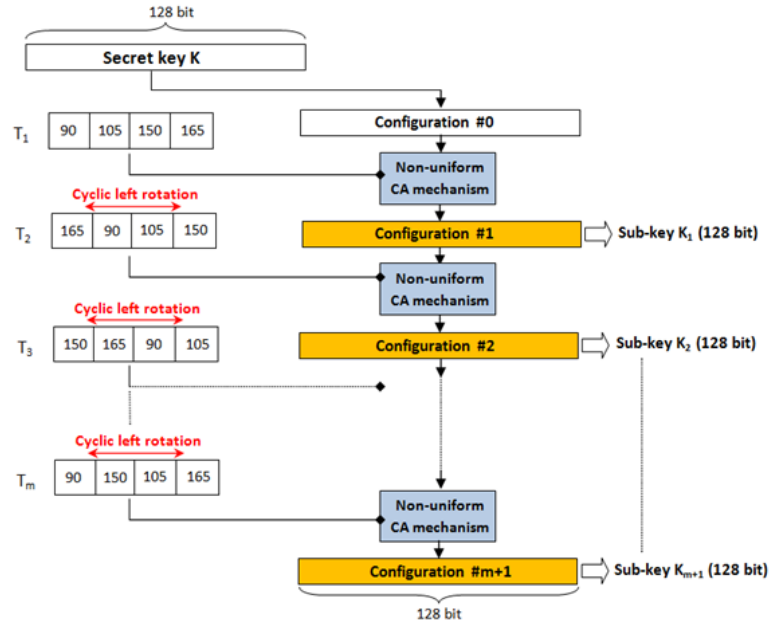 128 bit
Secret key K
T1 90 105 150 165
Configuration #0
Non-uniform
CA mechanism
Cyclic left rotation
T2 165 90 105 150
Configuration #1
Sub-key K1 (128 bit)
Non-uniform
CA mechanism
Cyclic left rotation
T3 150 165 90 105
Configuration #2
Sub-key K2 (128 bit)
Cyclic left rotation
Tm 90 150 105 165
Non-uniform
CA mechanism
Configuration #m+1
Sub-key Km+1 (128 bit)
128 bit